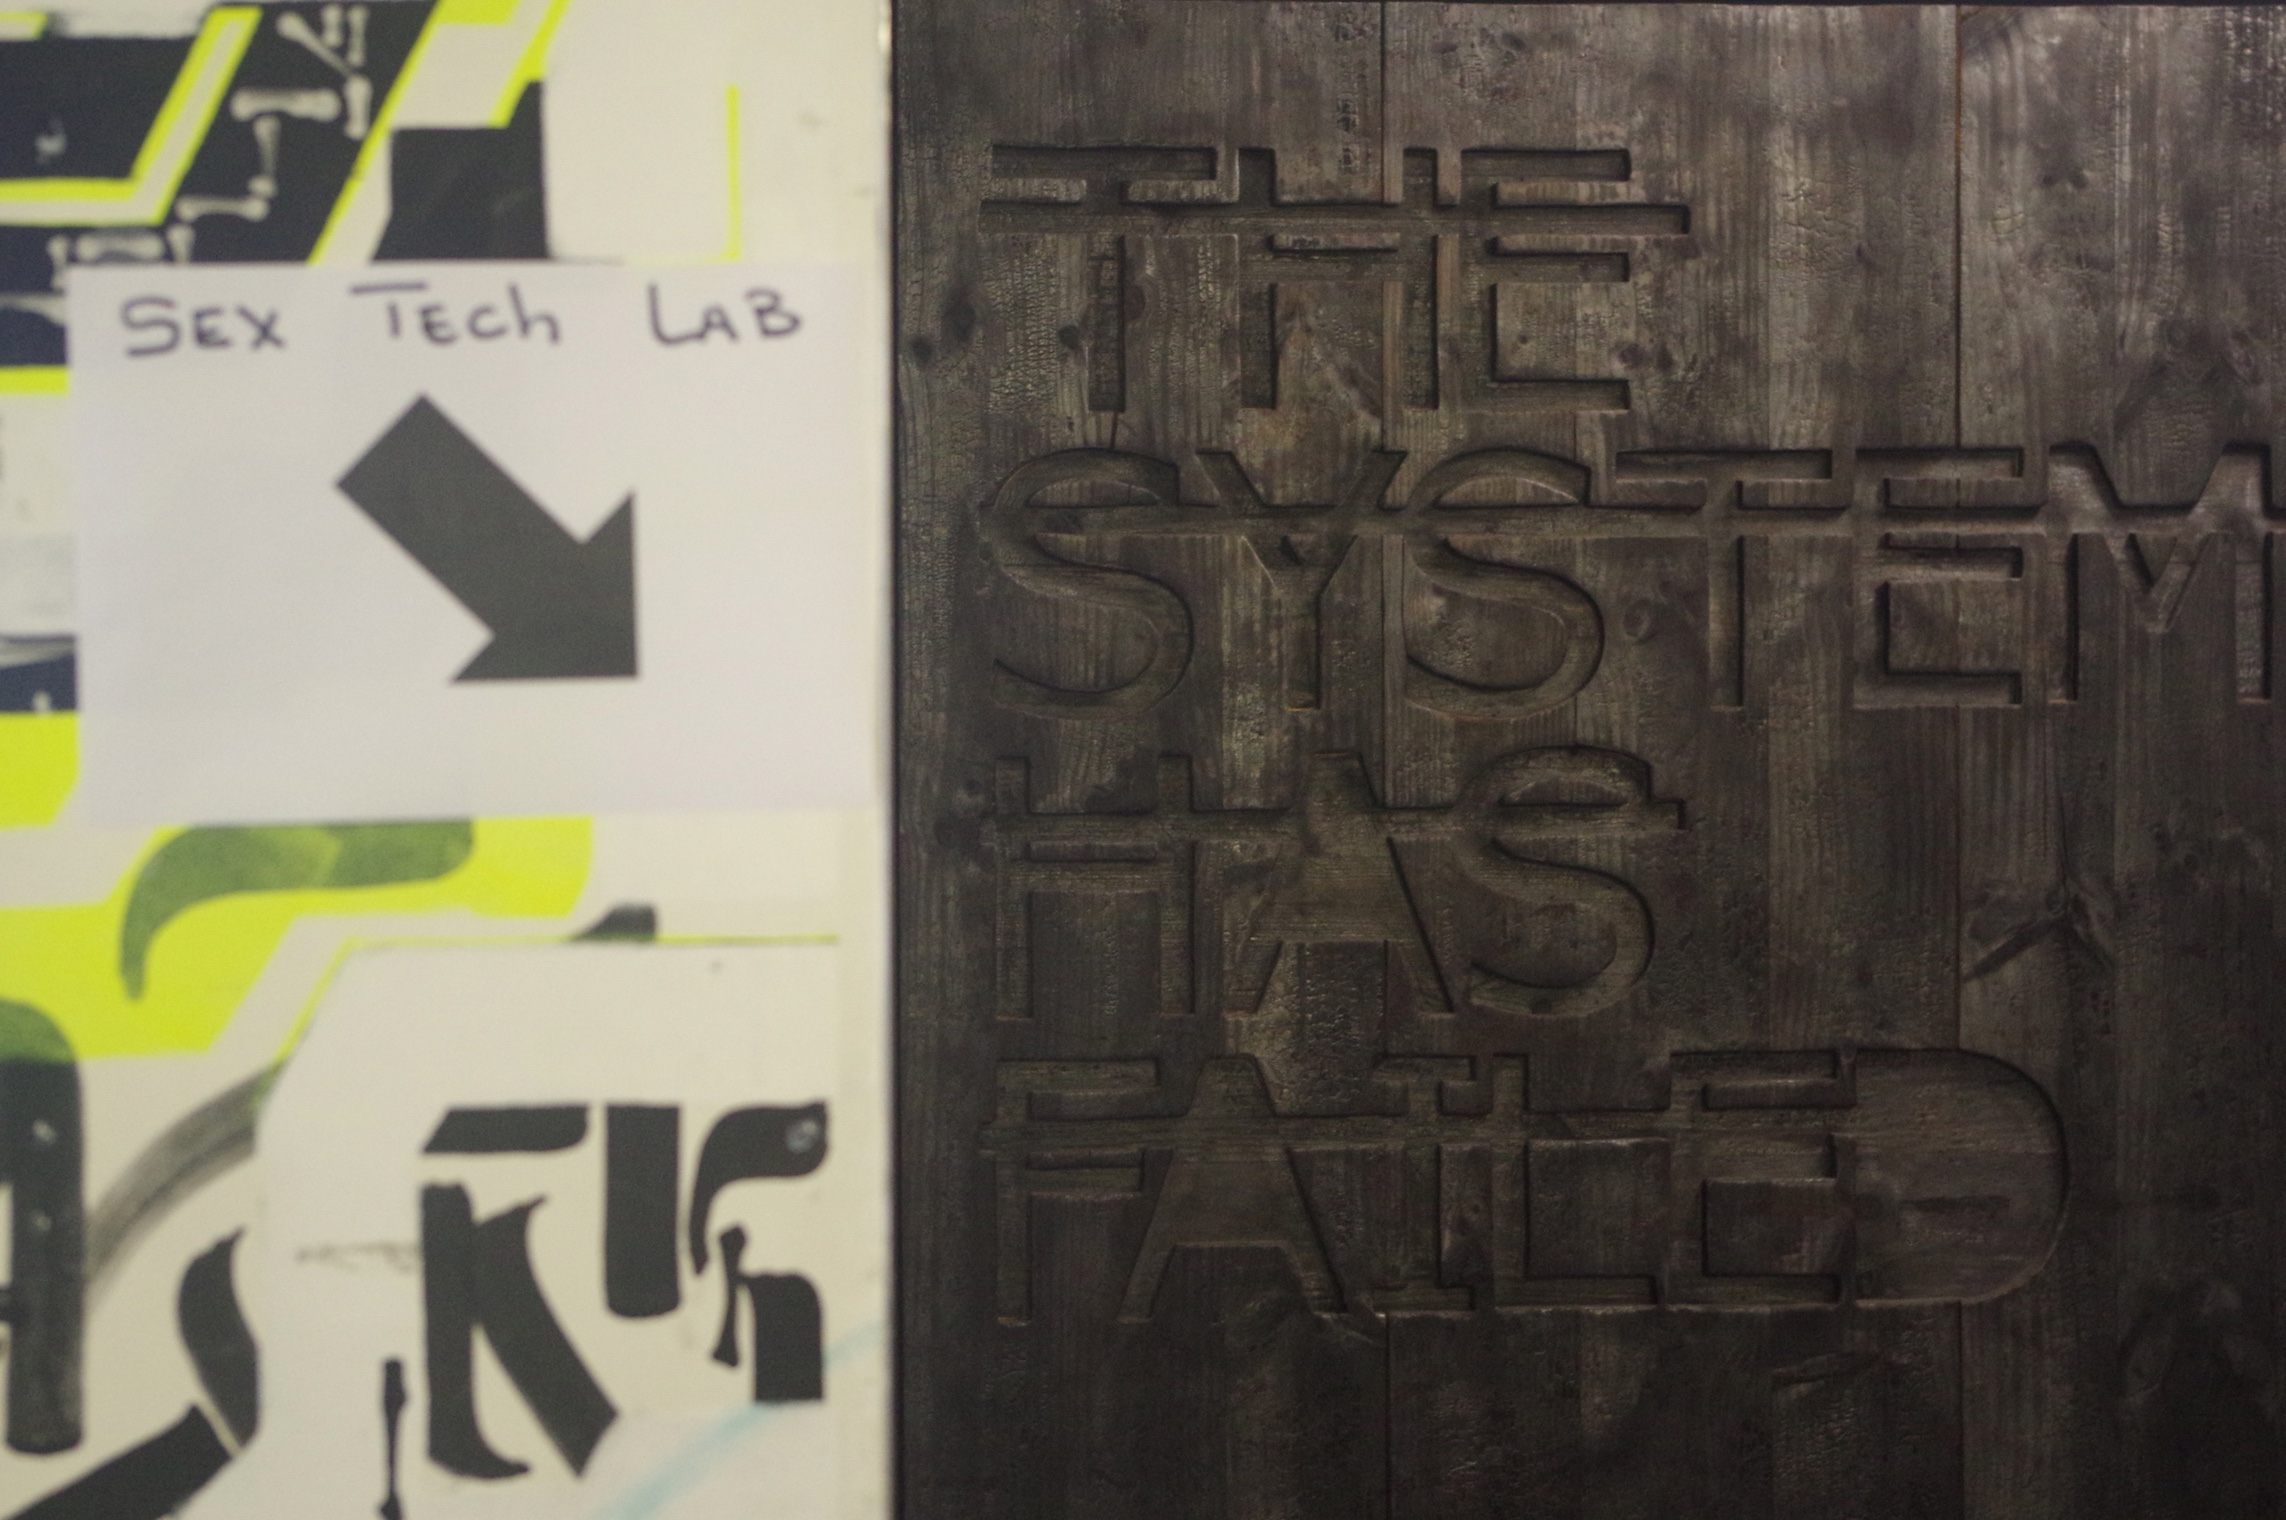 Sex Tech LAB
THE
SYSTEM
HAS
FAILED